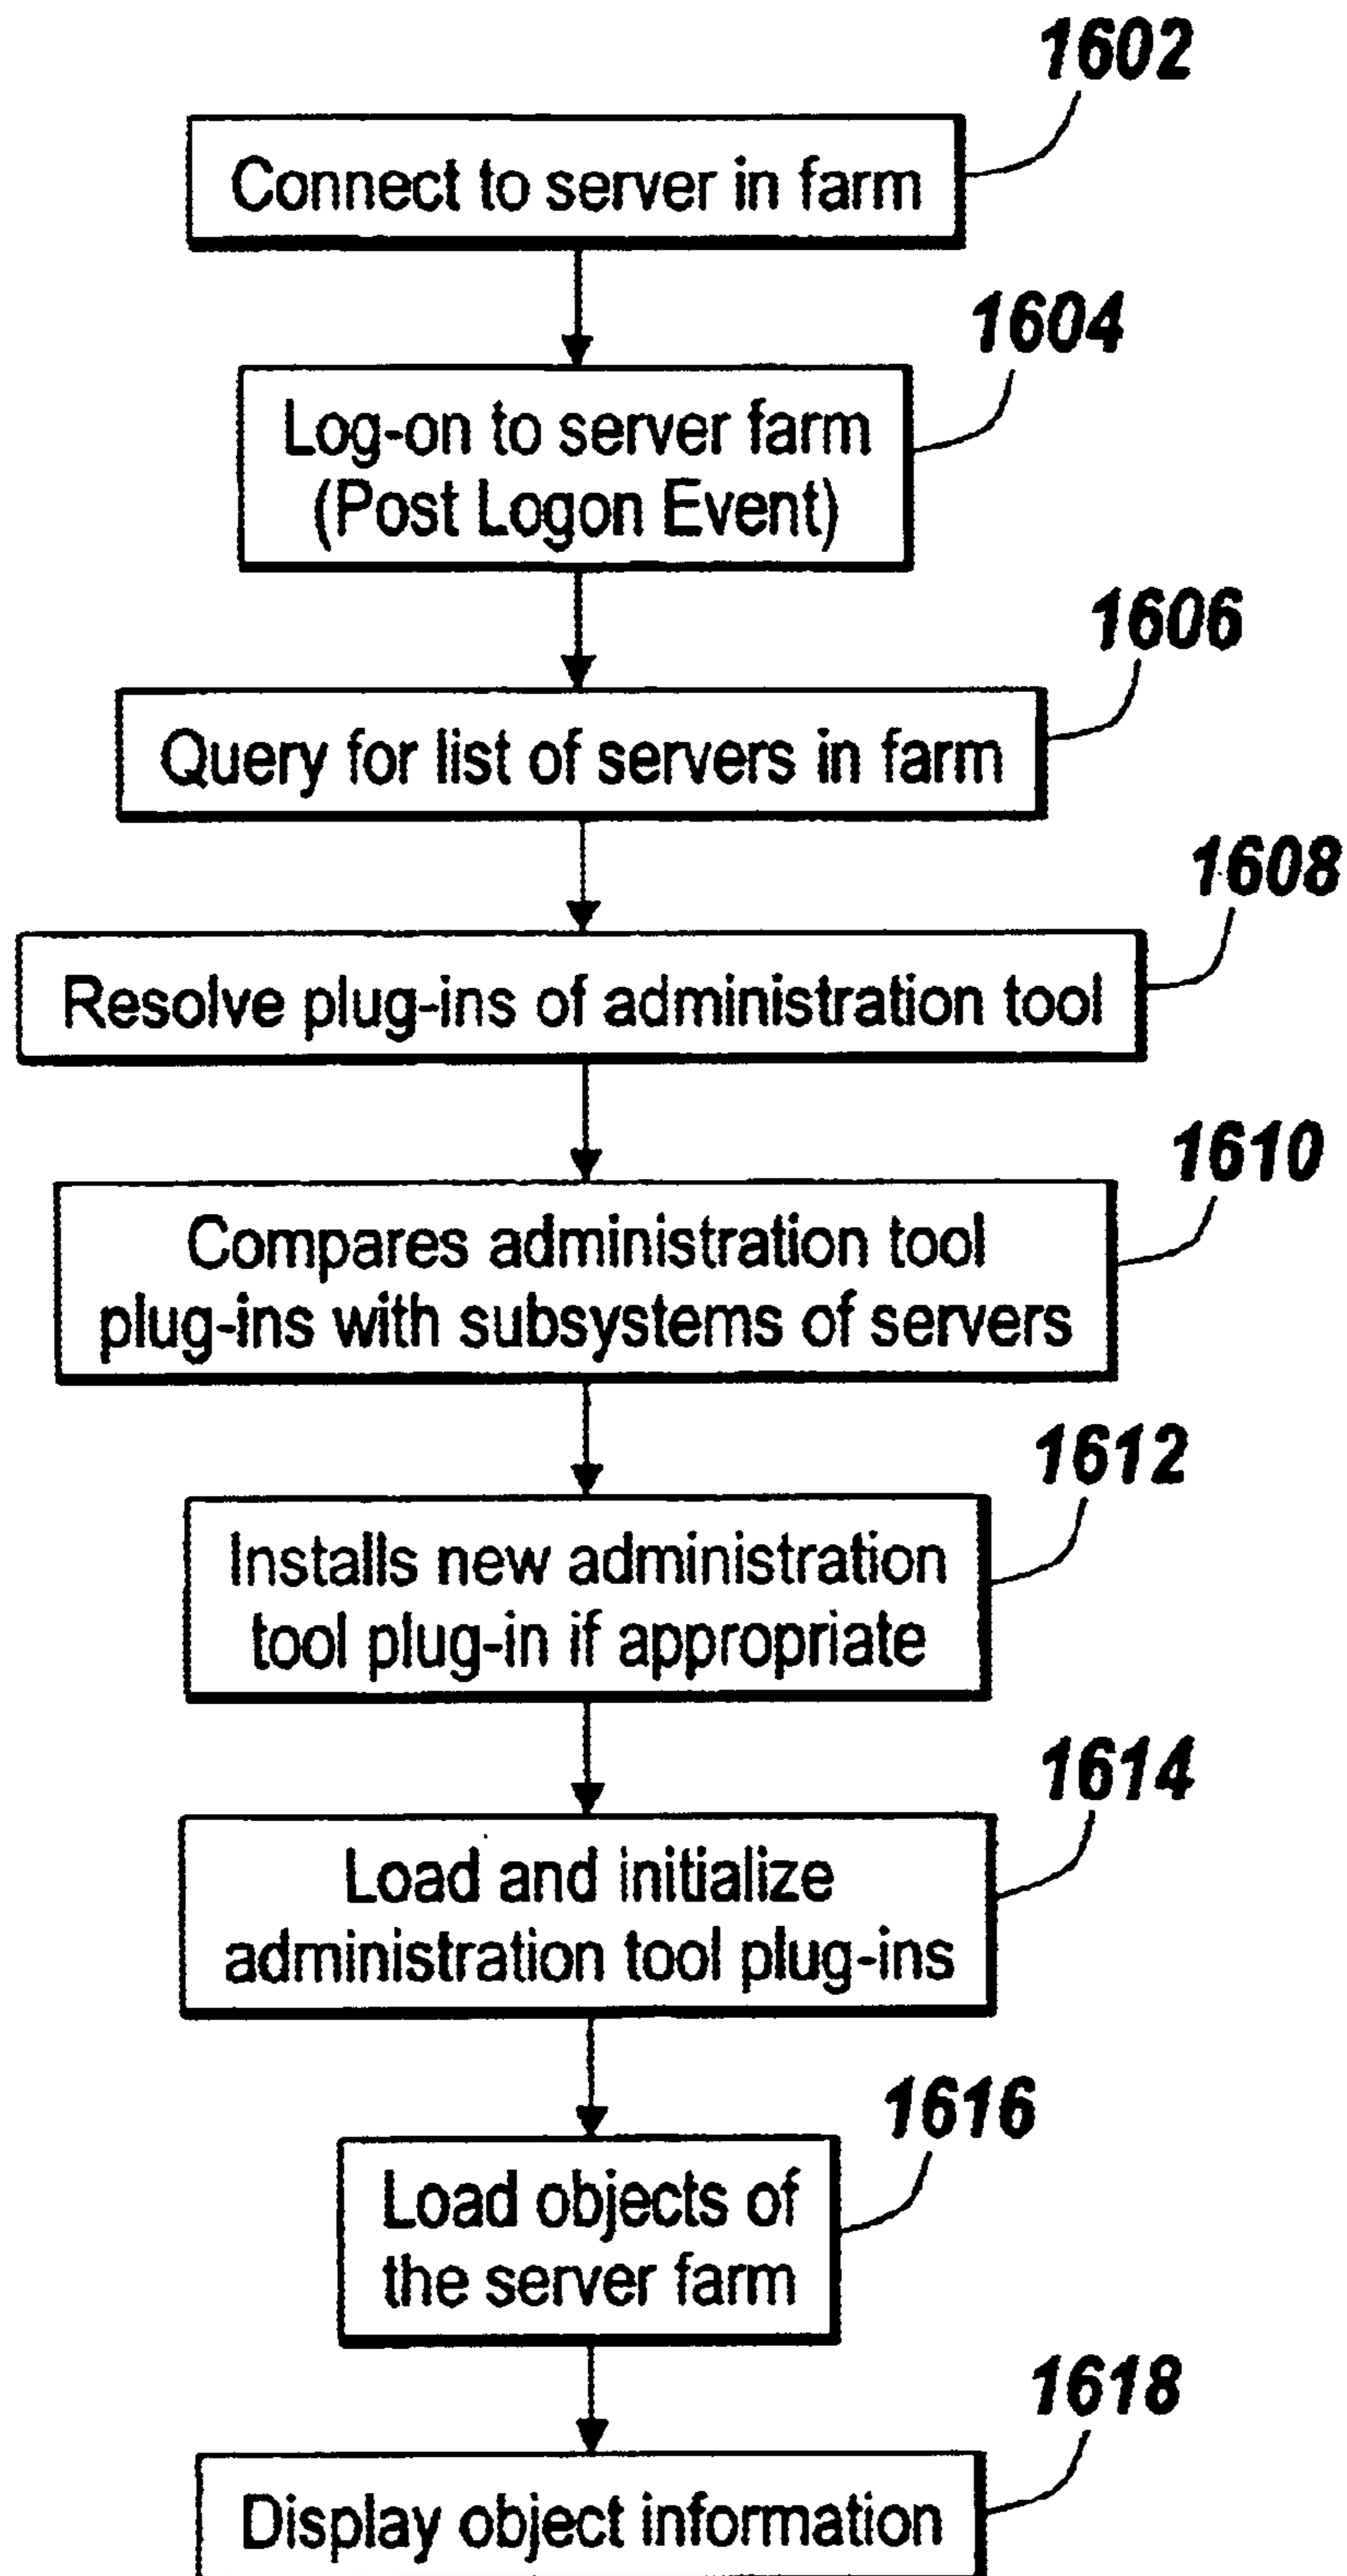 1602
Connect to server in farm
1604
Log-on to server farm
(Post Logon Event)
1606
Query for list of servers in farm
1608
Resolve plug-ins of administration tool
1610
Compares administration tool
plug-ins with subsystems of servers
1612
Installs new administration
tool plug-in if appropriate
1614
Load and initialize
administration tool plug-ins
1616
Load objects of
the server farm
1618
Display object information